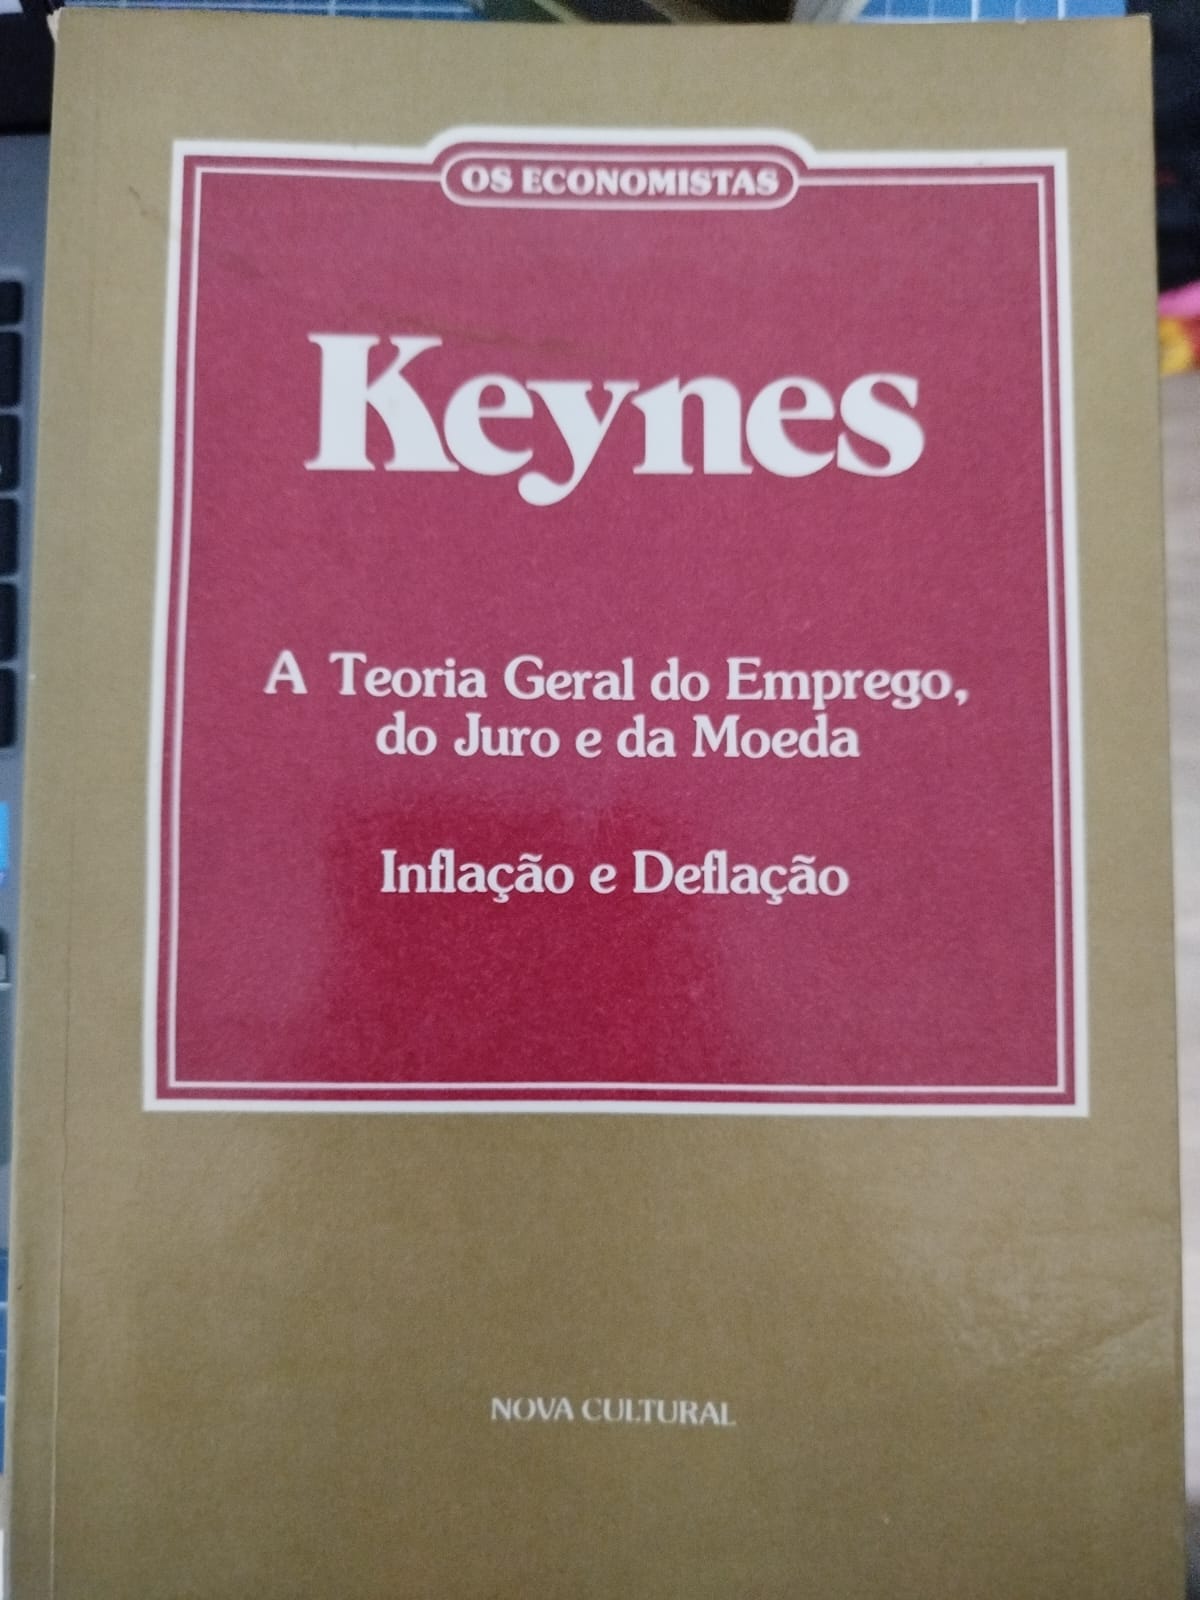 OS ECONOMISTAS
Keynes
A Teoria Geral do Emprego,
do Juro e da Moeda
Inflação e Deflação
NOVA CULTURAL